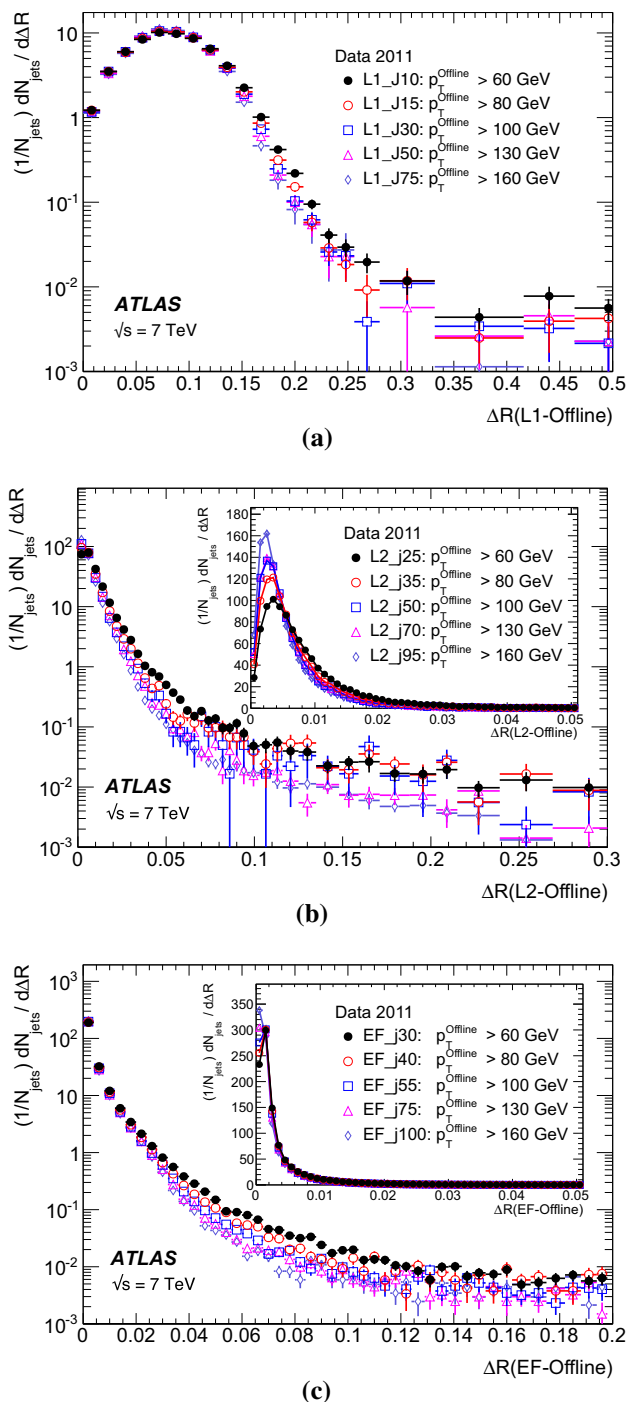 (1/N_jets) dN_jets / dΔR
10
1
10^-1
10^-2
10^-3
Data 2011
L1_J10: p_T^Offline > 60 GeV
L1_J15: p_T^Offline > 80 GeV
L1_J30: p_T^Offline > 100 GeV
L1_J50: p_T^Offline > 130 GeV
L1_J75: p_T^Offline > 160 GeV
ATLAS
√s = 7 TeV
0 0.05 0.1 0.15 0.2 0.25 0.3 0.35 0.4 0.45 0.5
ΔR(L1-Offline)
(a)
(1/N_jets) dN_jets / dΔR
10^2
10
1
10^-1
10^-2
10^-3
(1/N_jets) dN_jets / dΔR
180
160
140
120
100
80
60
40
20
0
Data 2011
L2_j25: p_T^Offline > 60 GeV
L2_j35: p_T^Offline > 80 GeV
L2_j50: p_T^Offline > 100 GeV
L2_j70: p_T^Offline > 130 GeV
L2_j95: p_T^Offline > 160 GeV
0 0.01 0.02 0.03 0.04 0.05
ΔR(L2-Offline)
ATLAS
√s = 7 TeV
0 0.05 0.1 0.15 0.2 0.25 0.3
ΔR(L2-Offline)
(b)
(1/N_jets) dN_jets / dΔR
10^3
10^2
10
1
10^-1
10^-2
10^-3
(1/N_jets) dN_jets / dΔR
350
300
250
200
150
100
50
0
Data 2011
EF_j30: p_T^Offline > 60 GeV
EF_j40: p_T^Offline > 80 GeV
EF_j55: p_T^Offline > 100 GeV
EF_j75: p_T^Offline > 130 GeV
EF_j100: p_T^Offline > 160 GeV
0 0.01 0.02 0.03 0.04 0.05
ΔR(EF-Offline)
ATLAS
√s = 7 TeV
0 0.02 0.04 0.06 0.08 0.1 0.12 0.14 0.16 0.18 0.2
ΔR(EF-Offline)
(c)